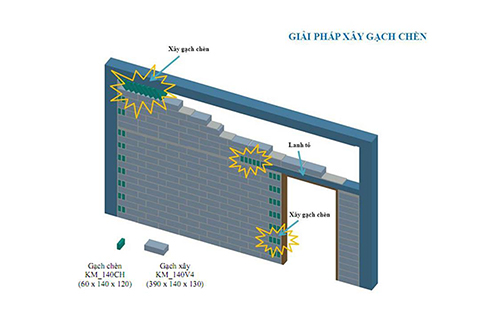 GIẢI PHÁP XÂY GẠCH CHÈN
Xây gạch chèn
Lanh tô
Xây gạch chèn
Gạch chèn
KM_140CH
(60 x 140 x 120)
Gạch xây
KM_140V4
(390 x 140 x 130)